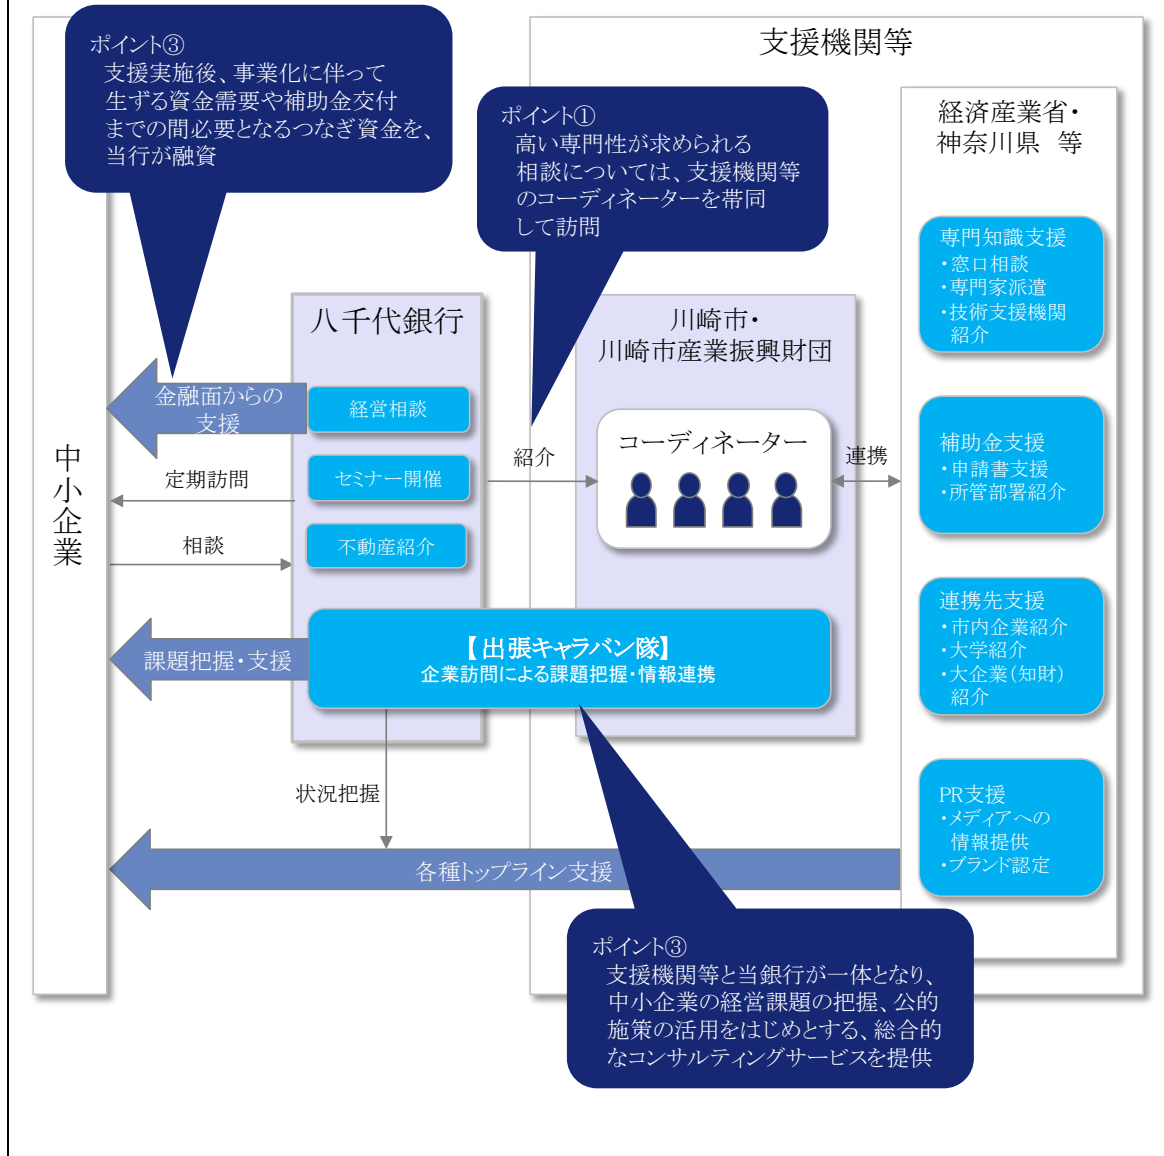 ポイント③
支援実施後、事業化に伴って
生ずる資金需要や補助金交付
までの間必要となるつなぎ資金を、
当行が融資
支援機関等
ポイント①
高い専門性が求められる
相談については、支援機関等
のコーディネーターを帯同
して訪問
経済産業省・
神奈川県 等
専門知識支援
・窓口相談
・専門家派遣
・技術支援機関
紹介
八千代銀行
川崎市・
川崎市産業振興財団
金融面からの
支援
経営相談
中小企業
定期訪問
セミナー開催
紹介
コーディネーター
連携
補助金支援
・申請書支援
・所管部署紹介
相談
不動産紹介
課題把握・支援
【出張キャラバン隊】
企業訪問による課題把握・情報連携
連携先支援
・市内企業紹介
・大学紹介
・大企業(知財)
紹介
状況把握
各種トップライン支援
PR支援
・メディアへの
情報提供
・ブランド認定
ポイント③
支援機関等と当銀行が一体となり、
中小企業の経営課題の把握、公的
施策の活用をはじめとする、総合的
なコンサルティングサービスを提供